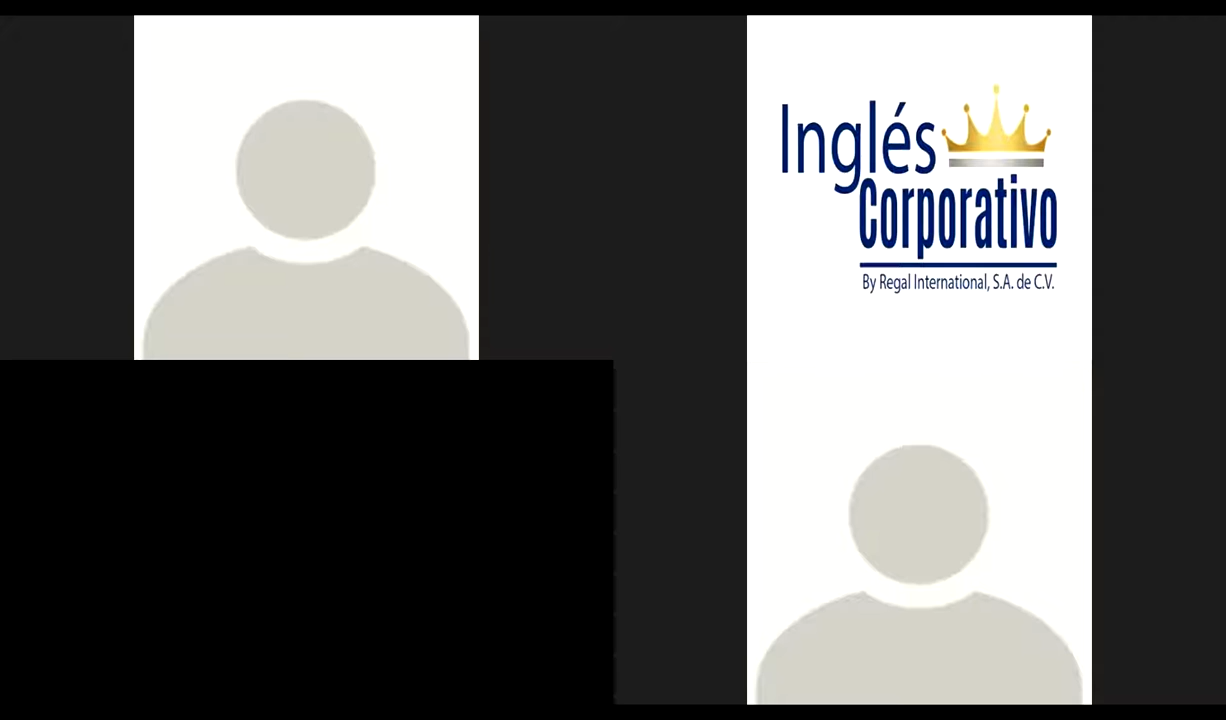 Inglés
Corporativo
By Regal International, S.A. de C.V.